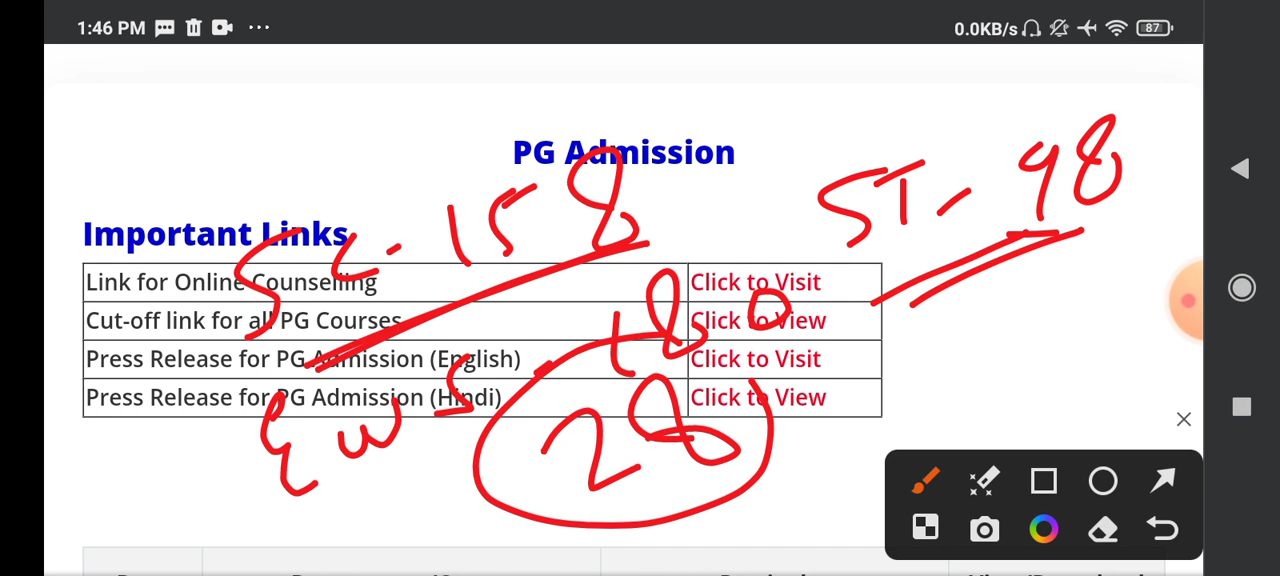 1:46 PM ...
0.0KB/s 87
PG Admission
ST - 98
SC - 158
Important Links
Link for Online Counselling Click to Visit
Cut-off link for all PG Courses Click to View
Press Release for PG Admission (English) Click to Visit
Press Release for PG Admission (Hindi) Click to View
EWS - 180
28